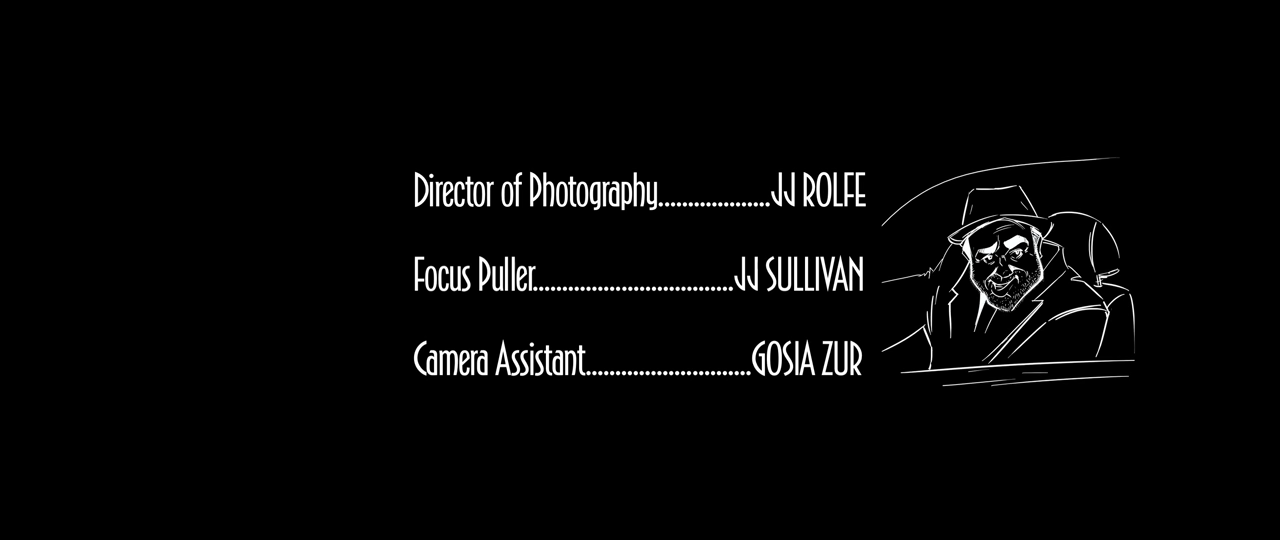 Director of Photography...................JJ ROLFE
Focus Puller..................................JJ SULLIVAN
Camera Assistant............................GOSIA ZUR